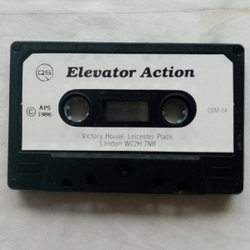 QS
Elevator Action
© APS
1986
CBM 64
Victory House, Leicester Place,
London WC2H 7NB